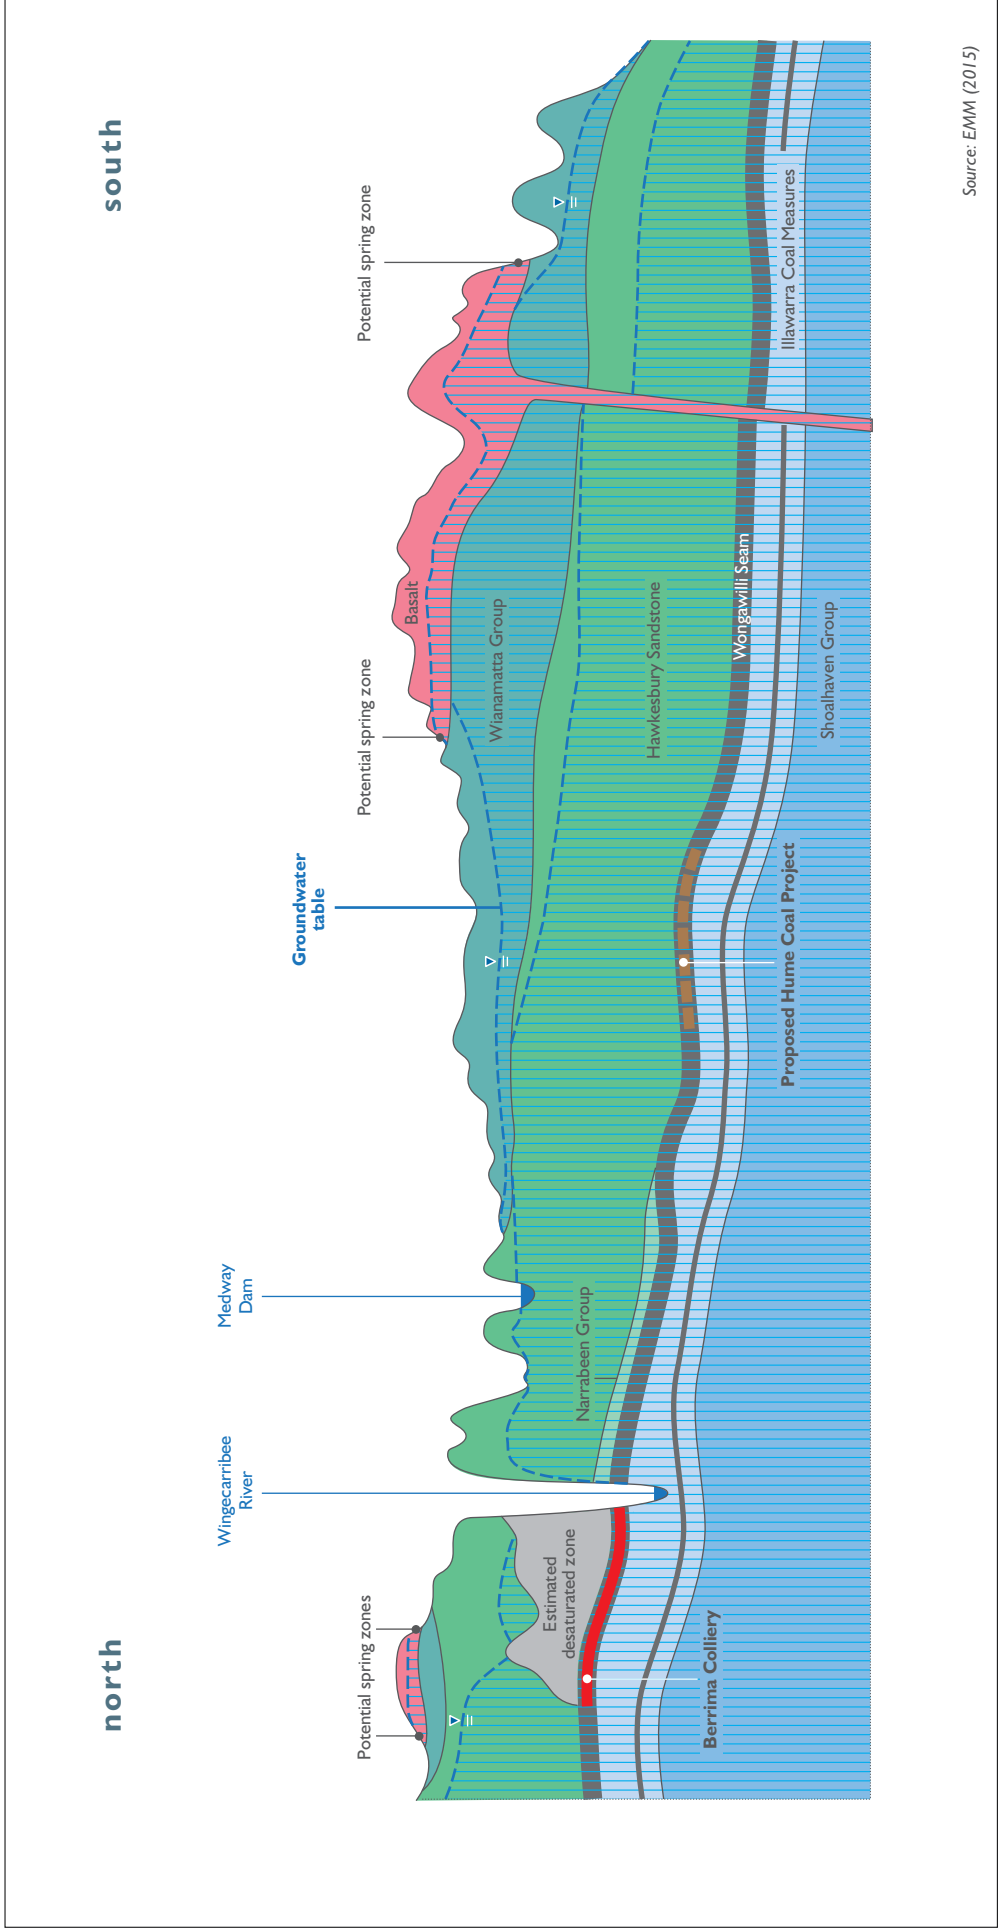 north
south
Potential spring zones
Wingecarribee
River
Medway
Dam
Groundwater
table
Potential spring zone
Potential spring zone
Basalt
Wianamatta Group
Estimated
desaturated zone
Narrabeen Group
Hawkesbury Sandstone
Wongawilli Seam
Illawarra Coal Measures
Berrima Colliery
Proposed Hume Coal Project
Shoalhaven Group
Source: EMM (2015)